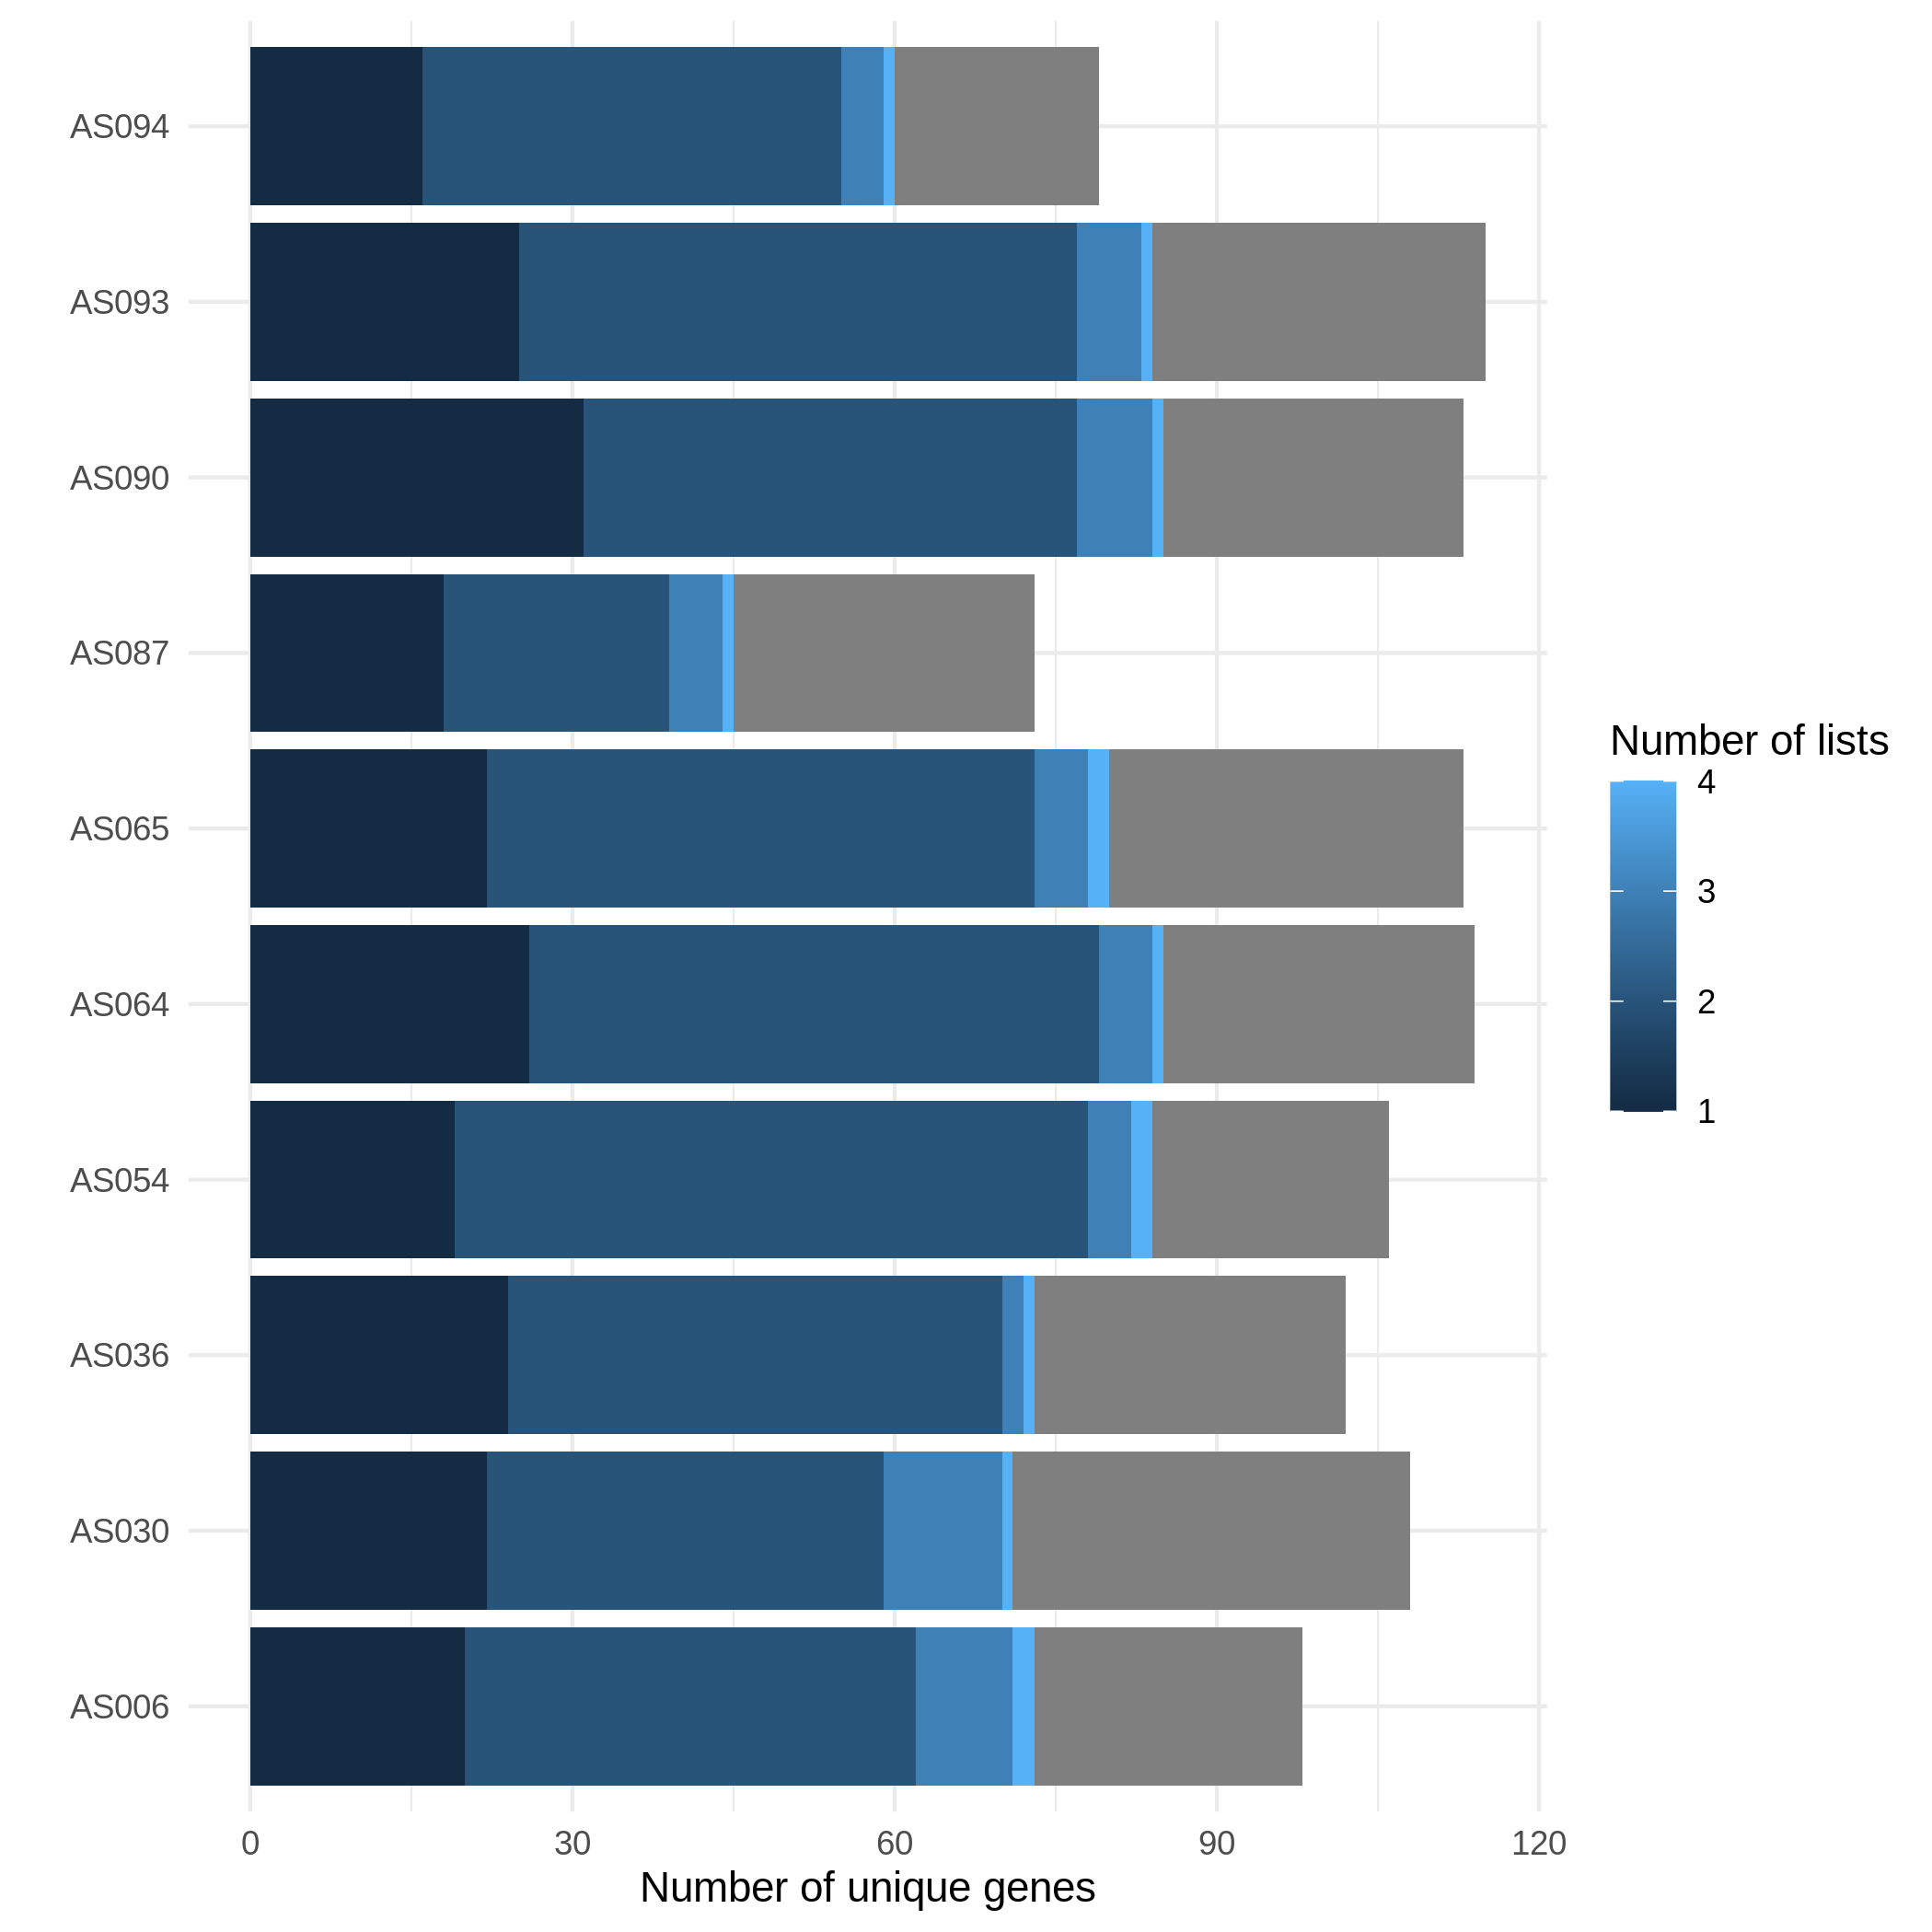 AS094
AS093
AS090
AS087
AS065
AS064
AS054
AS036
AS030
AS006
0 30 60 90 120
Number of unique genes
Number of lists
4
3
2
1